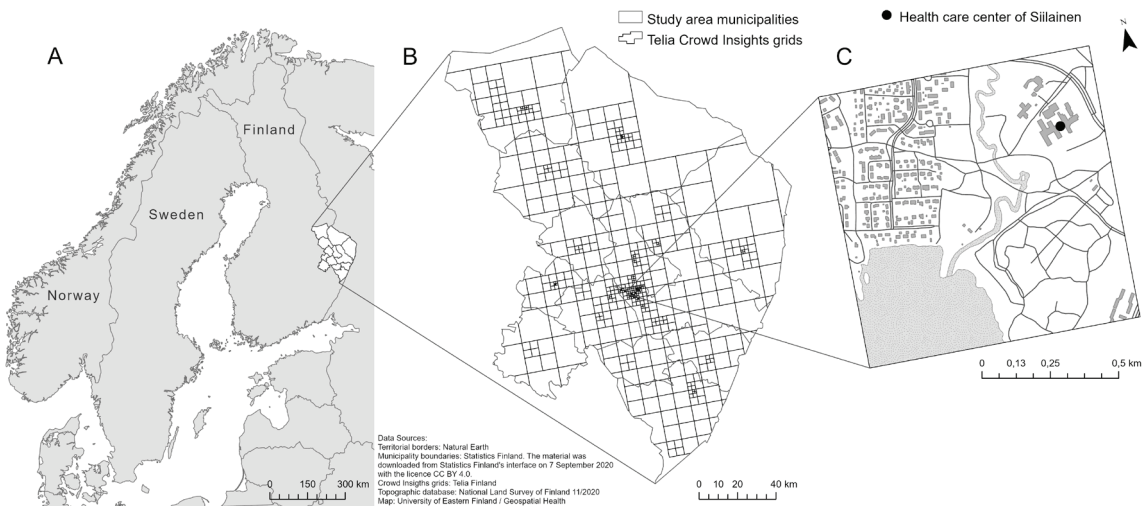 Study area municipalities
Telia Crowd Insights grids
Health care center of Siilainen
N
A
B
C
Finland
Sweden
Norway
0 0,13 0,25 0,5 km
0 150 300 km
0 10 20 40 km
Data Sources:
Territorial borders: Natural Earth
Municipality boundaries: Statistics Finland. The material was
downloaded from Statistics Finland's interface on 7 September 2020
with the licence CC BY 4.0.
Crowd Insigths grids: Telia Finland
Topographic database: National Land Survey of Finland 11/2020
Map: University of Eastern Finland / Geospatial Health